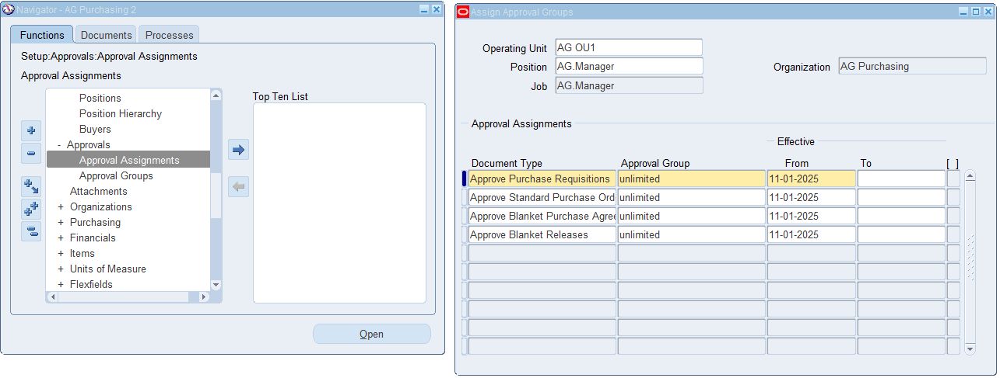 Navigator - AG Purchasing 2
Functions
Documents
Processes
Setup:Approvals:Approval Assignments
Approval Assignments
Positions
Position Hierarchy
Buyers
- Approvals
Approval Assignments
Approval Groups
Attachments
+ Organizations
+ Purchasing
+ Financials
+ Items
+ Units of Measure
+ Flexfields
Top Ten List
Open
Assign Approval Groups
Operating Unit AG OU1
Position AG.Manager Organization AG Purchasing
Job AG.Manager
Approval Assignments
Effective
Document Type Approval Group From To [ ]
Approve Purchase Requisitions unlimited 11-01-2025
Approve Standard Purchase Ord unlimited 11-01-2025
Approve Blanket Purchase Agree unlimited 11-01-2025
Approve Blanket Releases unlimited 11-01-2025